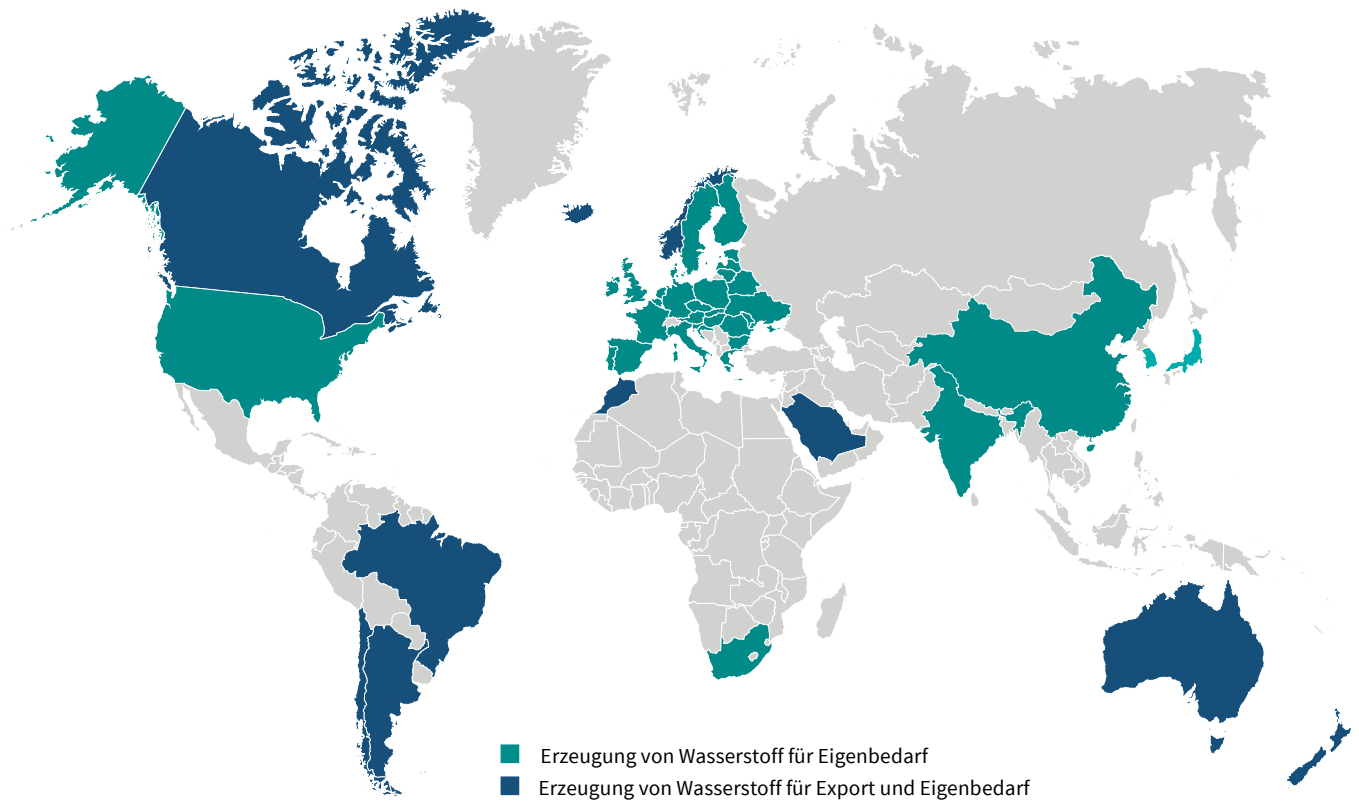 Erzeugung von Wasserstoff für Eigenbedarf
Erzeugung von Wasserstoff für Export und Eigenbedarf